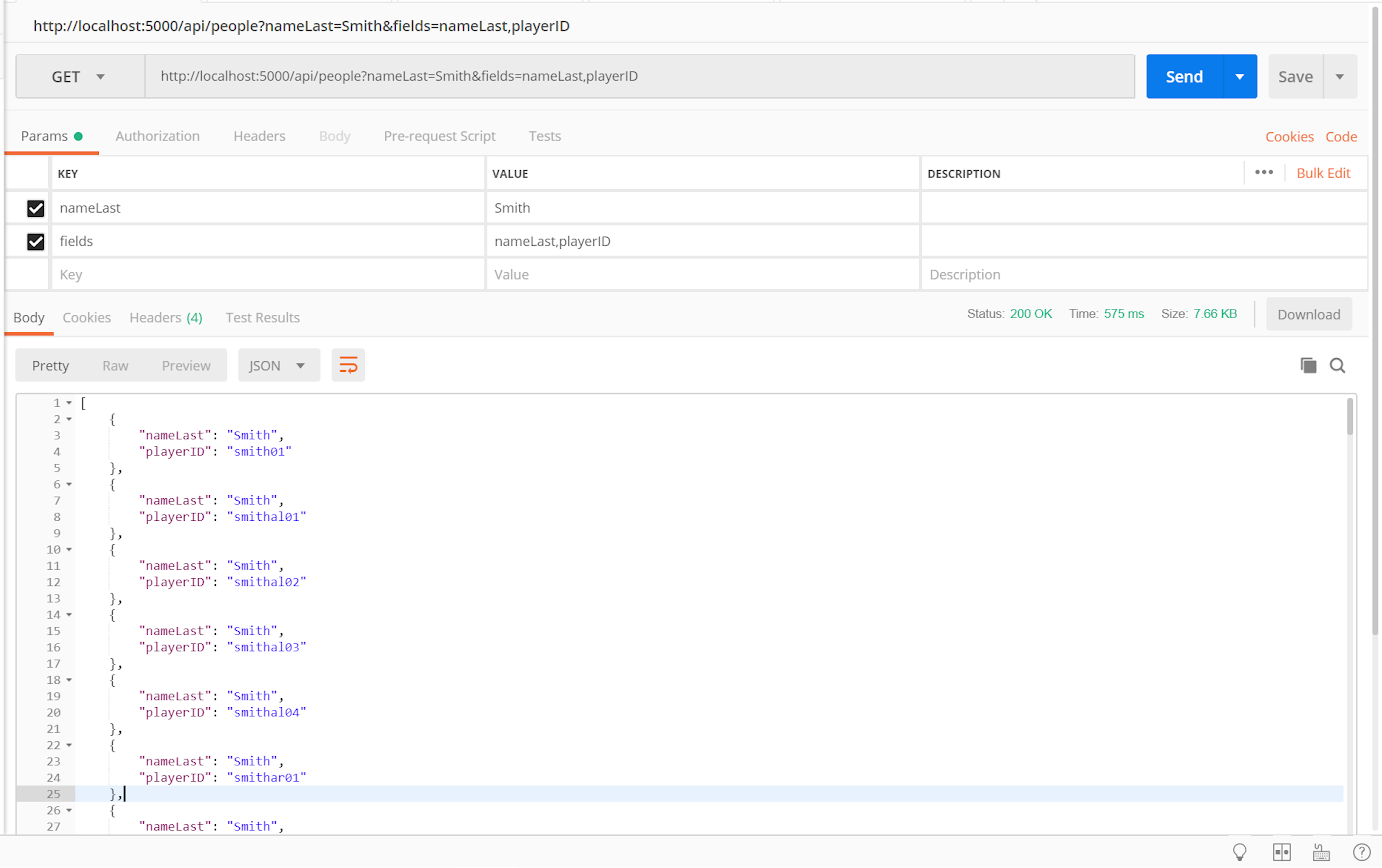 http://localhost:5000/api/people?nameLast=Smith&fields=nameLast,playerID
GET http://localhost:5000/api/people?nameLast=Smith&fields=nameLast,playerID Send Save
Params Authorization Headers Body Pre-request Script Tests Cookies Code
KEY VALUE DESCRIPTION ••• Bulk Edit
nameLast Smith
fields nameLast,playerID
Key Value Description
Body Cookies Headers (4) Test Results Status: 200 OK Time: 575 ms Size: 7.66 KB Download
Pretty Raw Preview JSON
1 [
2 {
3 "nameLast": "Smith",
4 "playerID": "smith01"
5 },
6 {
7 "nameLast": "Smith",
8 "playerID": "smithal01"
9 },
10 {
11 "nameLast": "Smith",
12 "playerID": "smithal02"
13 },
14 {
15 "nameLast": "Smith",
16 "playerID": "smithal03"
17 },
18 {
19 "nameLast": "Smith",
20 "playerID": "smithal04"
21 },
22 {
23 "nameLast": "Smith",
24 "playerID": "smithar01"
25 },
26 {
27 "nameLast": "Smith",